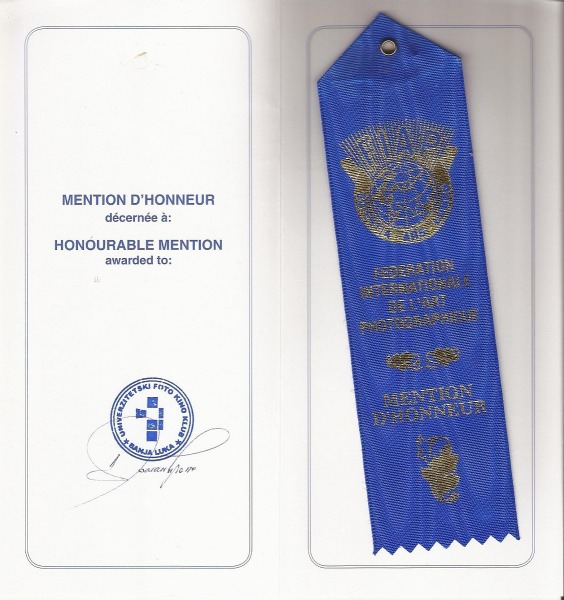 MENTION D'HONNEUR
décernée à:
HONOURABLE MENTION
awarded to:
UNIVERZITETSKI FOTO KINO KLUB
BANJA LUKA
FIAP
FEDERATION
INTERNATIONALE
DE L'ART
PHOTOGRAPHIQUE
MENTION
D'HONNEUR